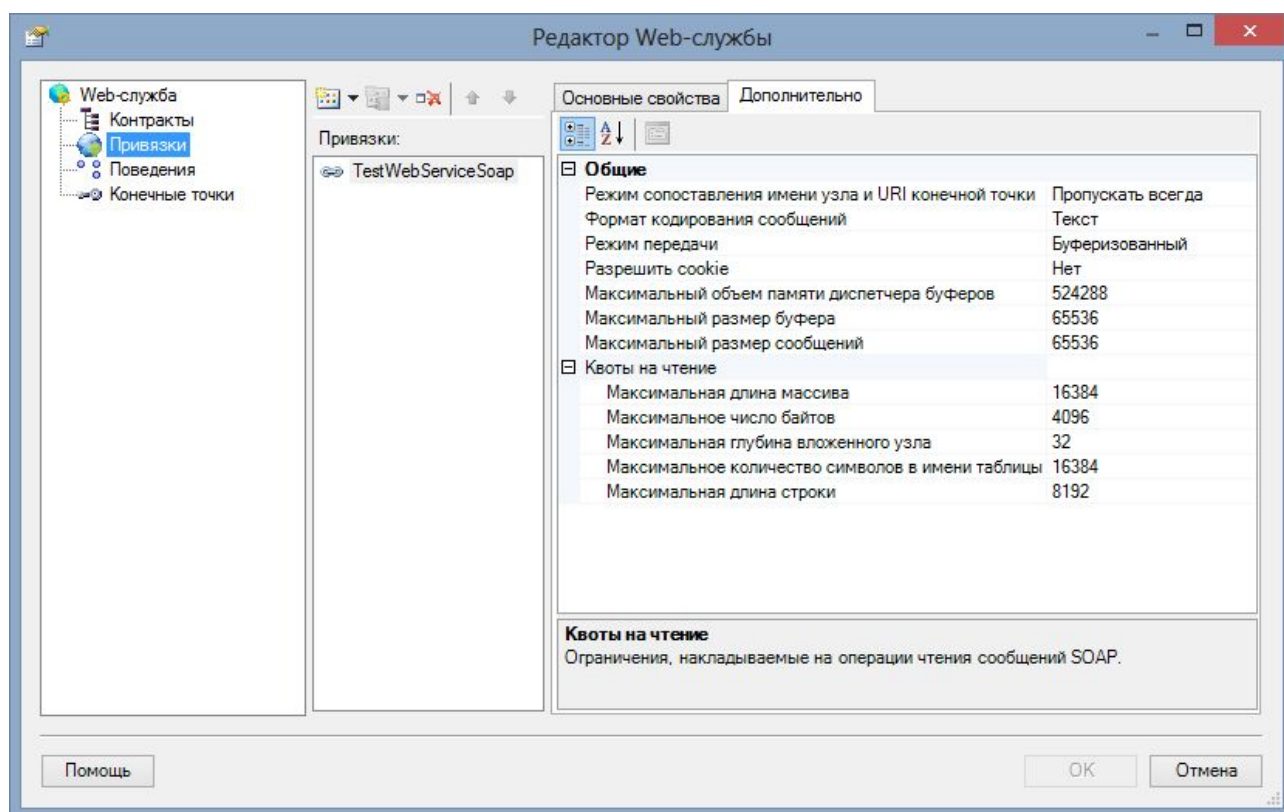 Редактор Web-службы
Web-служба
Контракты
Привязки
Поведения
Конечные точки
Привязки:
TestWebServiceSoap
Основные свойства Дополнительно
Общие
Режим сопоставления имени узла и URI конечной точки Пропускать всегда
Формат кодирования сообщений Текст
Режим передачи Буферизованный
Разрешить cookie Нет
Максимальный объем памяти диспетчера буферов 524288
Максимальный размер буфера 65536
Максимальный размер сообщений 65536
Квоты на чтение
Максимальная длина массива 16384
Максимальное число байтов 4096
Максимальная глубина вложенного узла 32
Максимальное количество символов в имени таблицы 16384
Максимальная длина строки 8192
Квоты на чтение
Ограничения, накладываемые на операции чтения сообщений SOAP.
Помощь OK Отмена